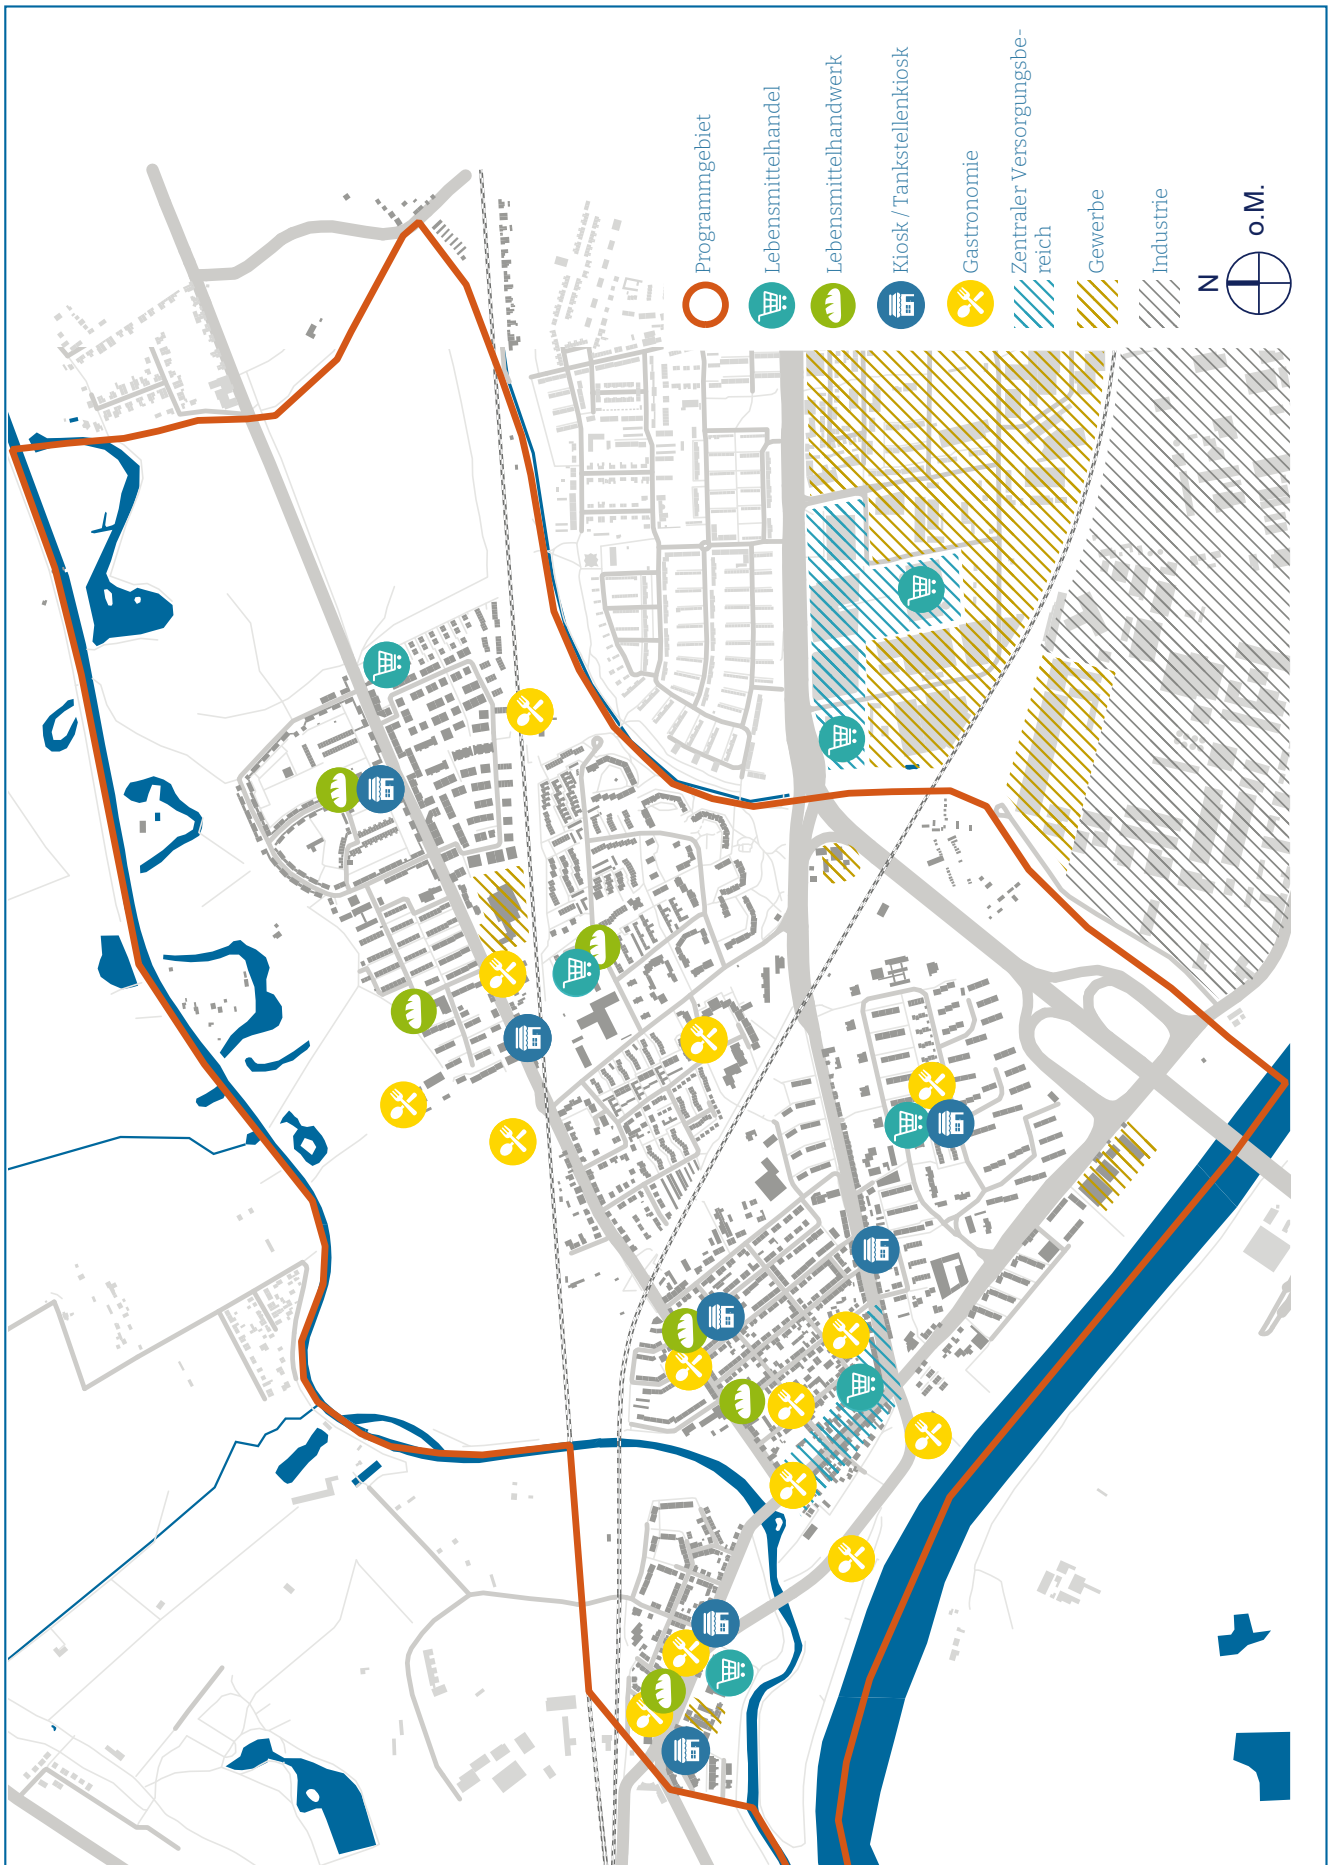 Programmgebiet
Lebensmittelhandel
Lebensmittelhandwerk
Kiosk / Tankstellenkiosk
Gastronomie
Zentraler Versorgungsbe-
reich
Gewerbe
Industrie
N
o.M.